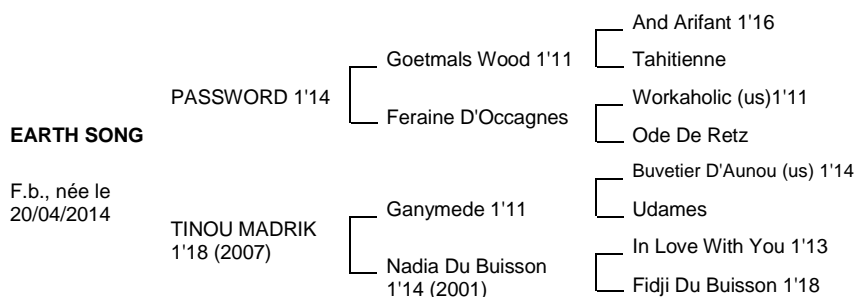 EARTH SONG
F.b., née le
20/04/2014
PASSWORD 1'14
TINOU MADRIK
1'18 (2007)
Goetmals Wood 1'11
Feraine D'Occagnes
Ganymede 1'11
Nadia Du Buisson
1'14 (2001)
And Arifant 1'16
Tahitienne
Workaholic (us)1'11
Ode De Retz
Buvetier D'Aunou (us) 1'14
Udames
In Love With You 1'13
Fidji Du Buisson 1'18